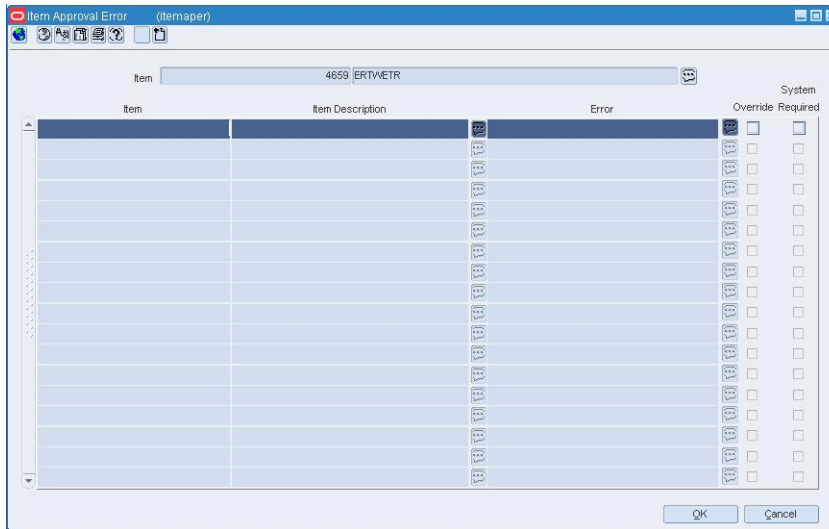 Item Approval Error (itemaper)
Item 4659 ERTWETR
System
Item Item Description Error Override Required
OK Cancel